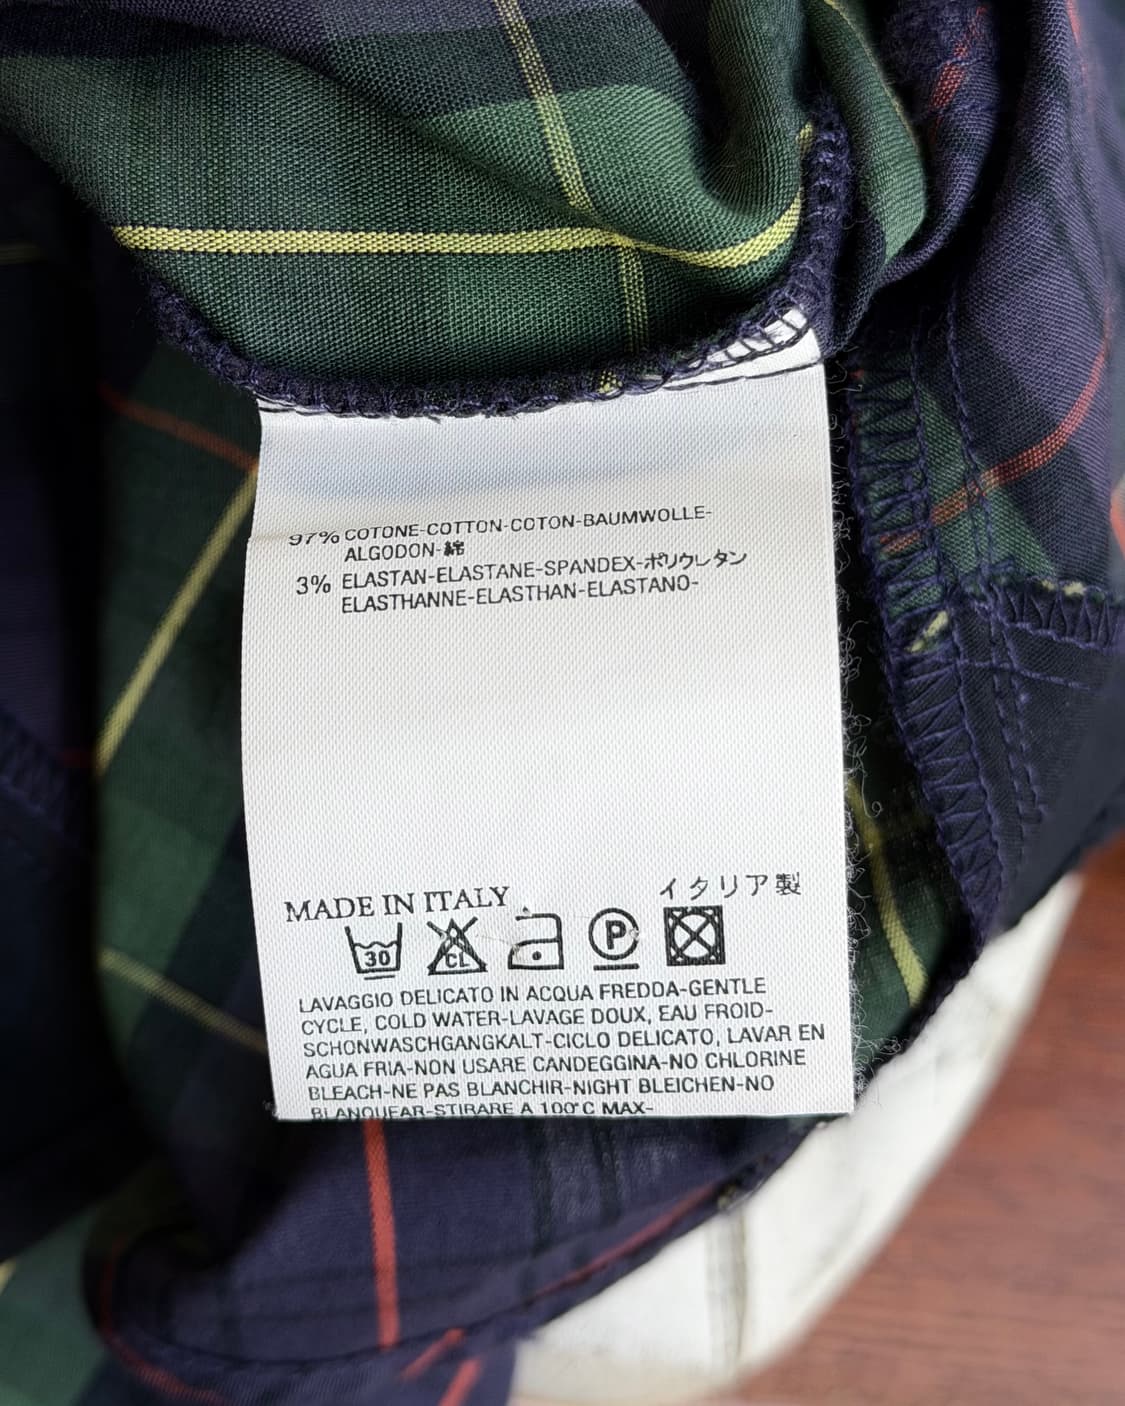 97% COTONE-COTTON-COTON-BAUMWOLLE-
ALGODON-綿
3% ELASTAN-ELASTANE-SPANDEX-ポリウレタン
ELASTHANNE-ELASTHAN-ELASTANO-
MADE IN ITALY イタリア製
30 CL P
LAVAGGIO DELICATO IN ACQUA FREDDA-GENTLE
CYCLE, COLD WATER-LAVAGE DOUX, EAU FROID-
SCHONWASCHGANGKALT-CICLO DELICATO, LAVAR EN
AGUA FRIA-NON USARE CANDEGGINA-NO CHLORINE
BLEACH-NE PAS BLANCHIR-NIGHT BLEICHEN-NO
BLANQUEAR-STIRARE A 100°C MAX-